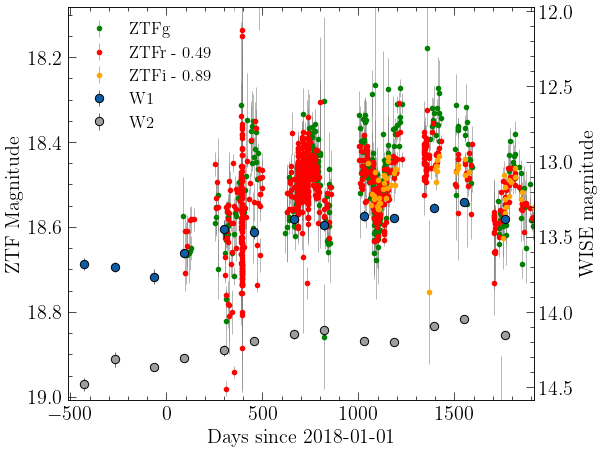 ZTFg
ZTFr - 0.49
ZTFi - 0.89
W1
W2
ZTF Magnitude
18.2
18.4
18.6
18.8
19.0
WISE magnitude
12.0
12.5
13.0
13.5
14.0
14.5
−500 0 500 1000 1500
Days since 2018-01-01